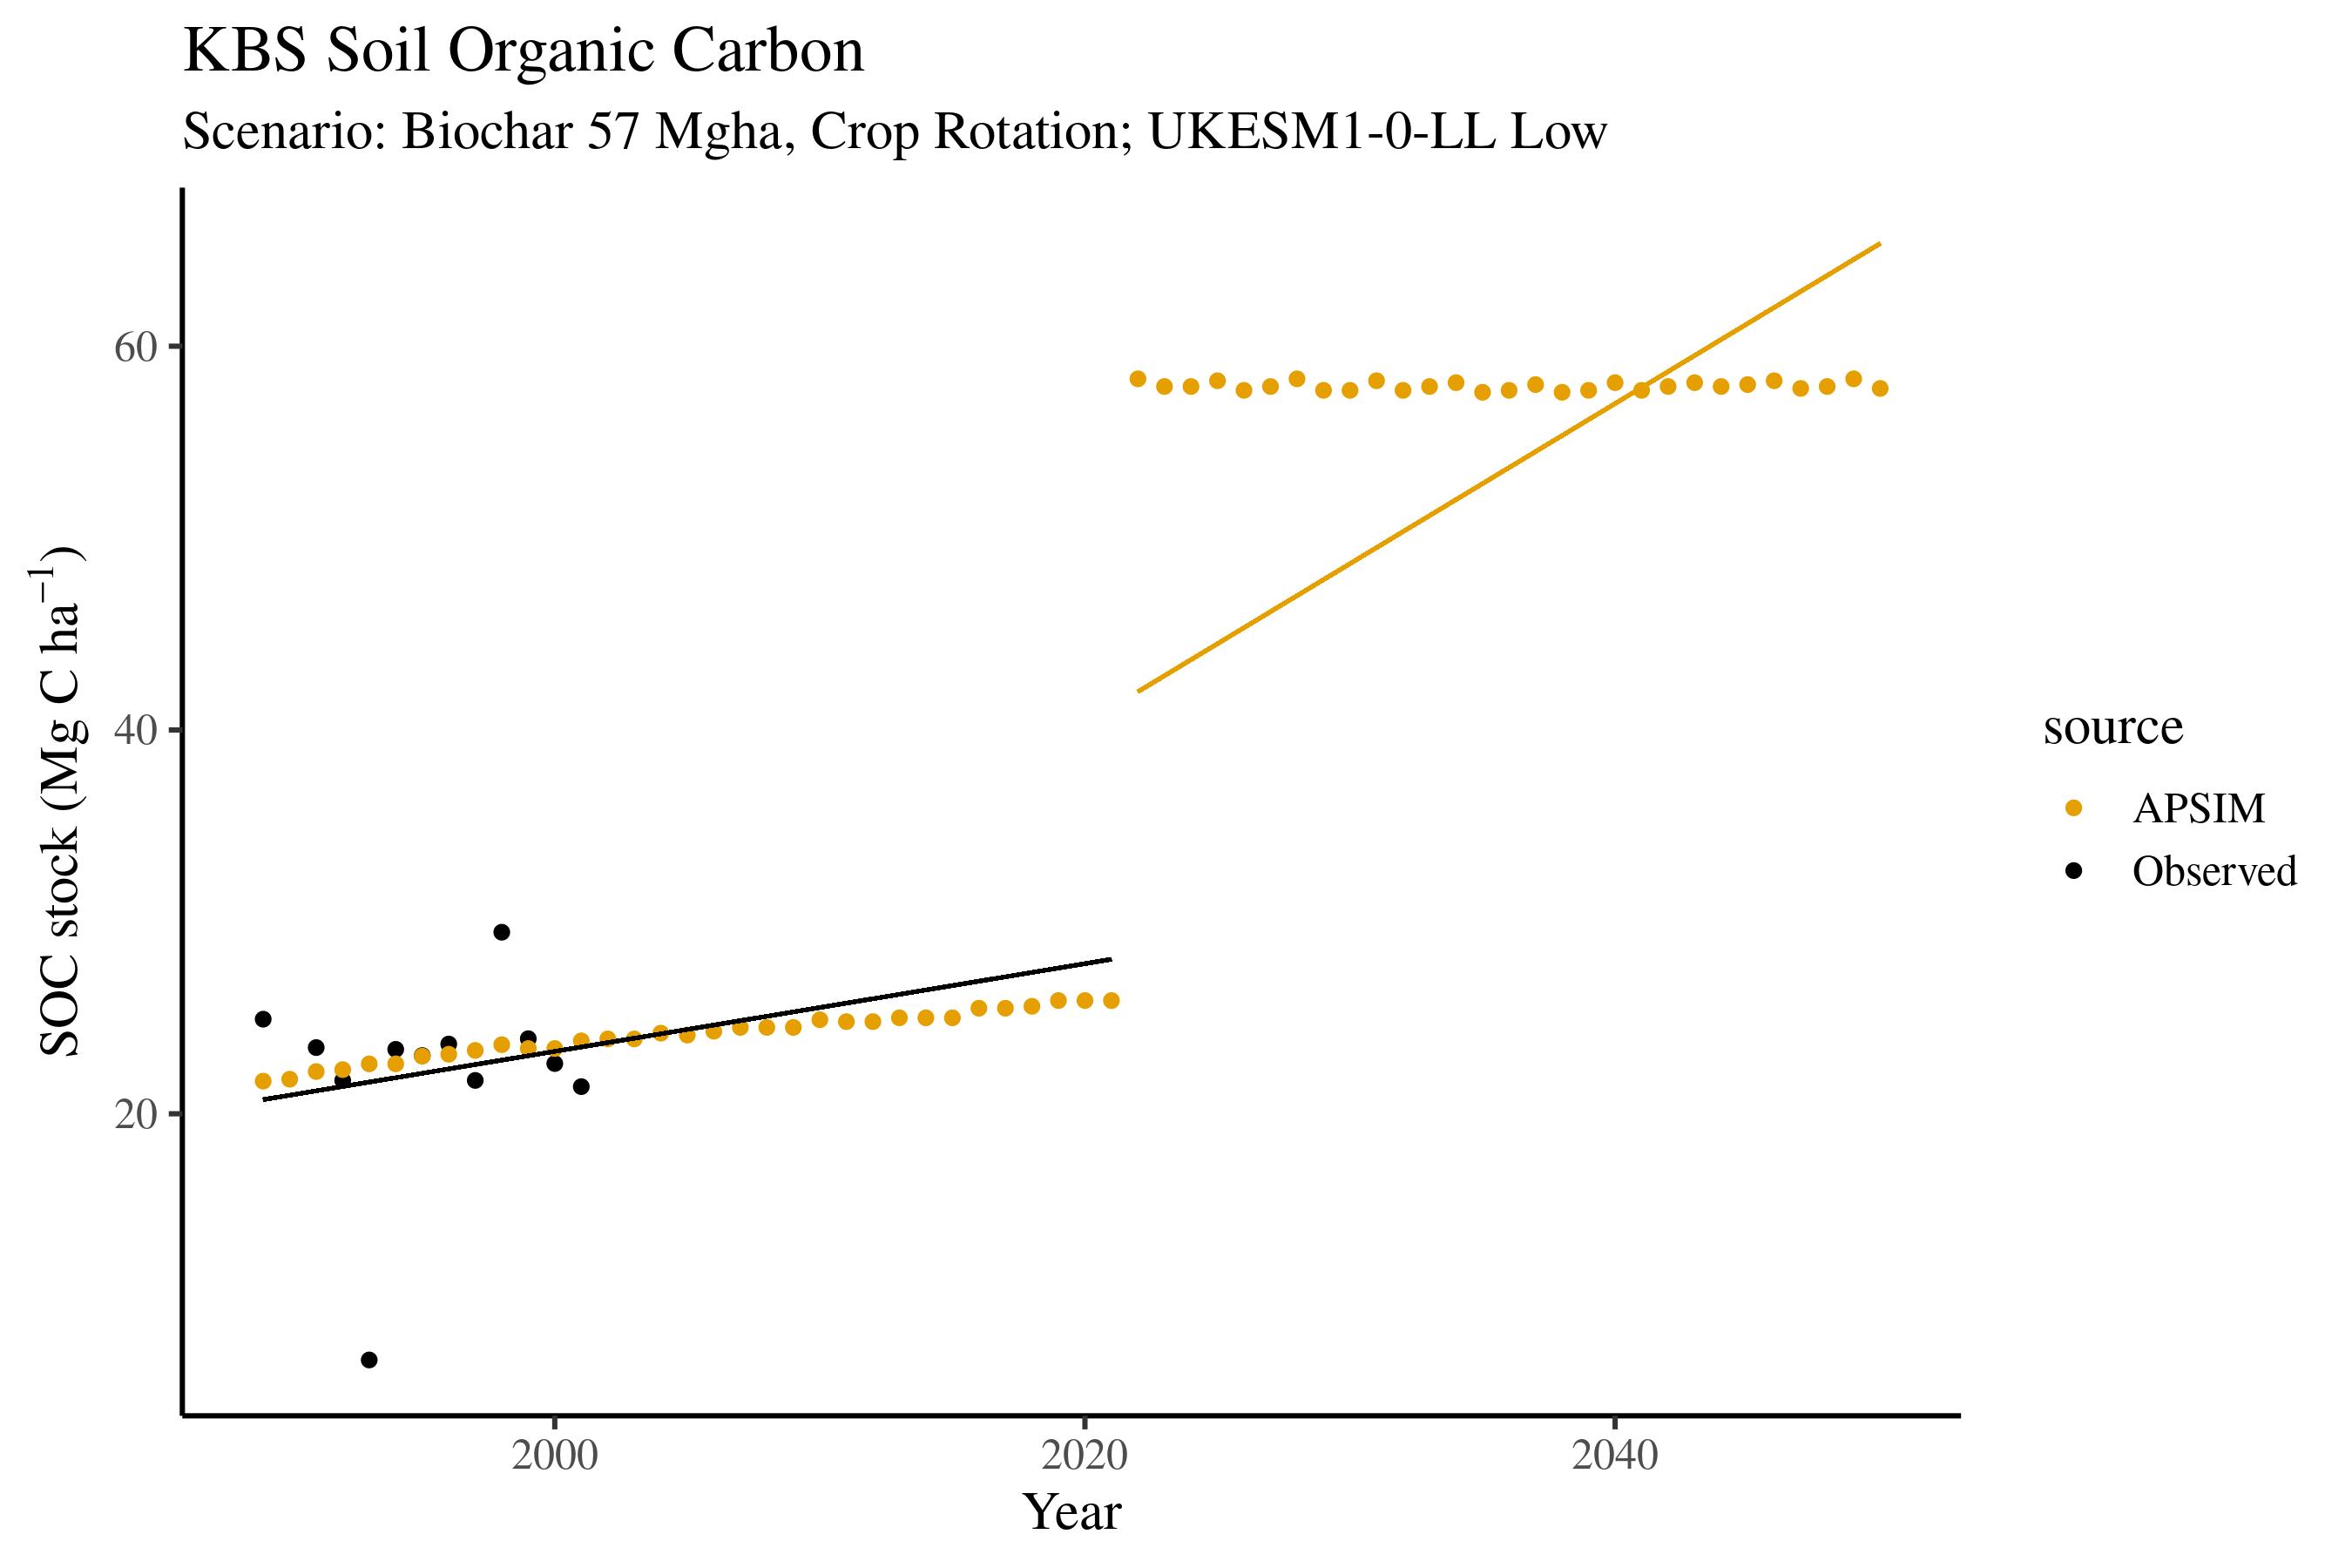 KBS Soil Organic Carbon
Scenario: Biochar 57 Mgha, Crop Rotation; UKESM1-0-LL Low
SOC stock (Mg C ha⁻¹)
60
40
20
2000
2020
2040
Year
source
APSIM
Observed